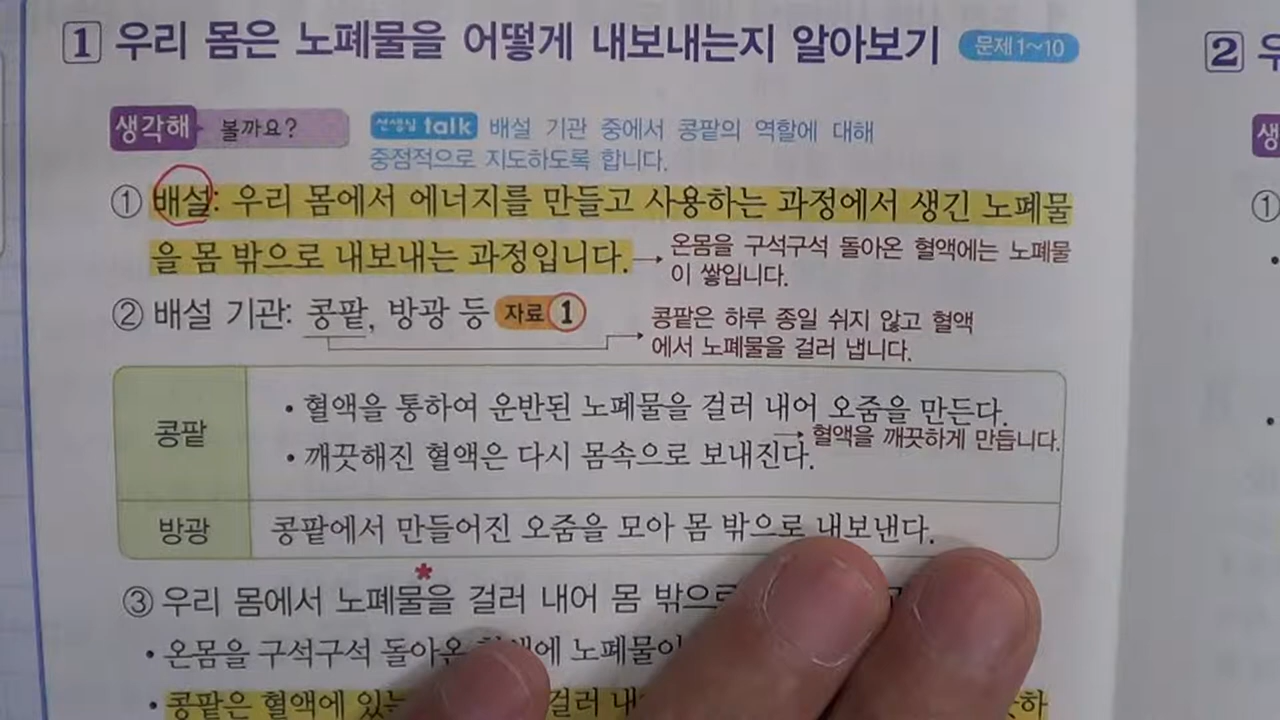 1 우리 몸은 노폐물을 어떻게 내보내는지 알아보기 문제 1~10
생각해 볼까요? 선생님 talk 배설 기관 중에서 콩팥의 역할에 대해
중점적으로 지도하도록 합니다.
① 배설: 우리 몸에서 에너지를 만들고 사용하는 과정에서 생긴 노폐물
을 몸 밖으로 내보내는 과정입니다. → 온몸을 구석구석 돌아온 혈액에는 노폐물
이 쌓입니다.
② 배설 기관: 콩팥, 방광 등 자료 1
→ 콩팥은 하루 종일 쉬지 않고 혈액
에서 노폐물을 걸러 냅니다.
콩팥
• 혈액을 통하여 운반된 노폐물을 걸러 내어 오줌을 만든다.
→ 혈액을 깨끗하게 만듭니다.
• 깨끗해진 혈액은 다시 몸속으로 보내진다.
방광 콩팥에서 만들어진 오줌을 모아 몸 밖으로 내보낸다.
*
③ 우리 몸에서 노폐물을 걸러 내어 몸 밖으로
• 온몸을 구석구석 돌아온 혈액에 노폐물이
• 콩팥은 혈액에 있는 걸러
2
생
①